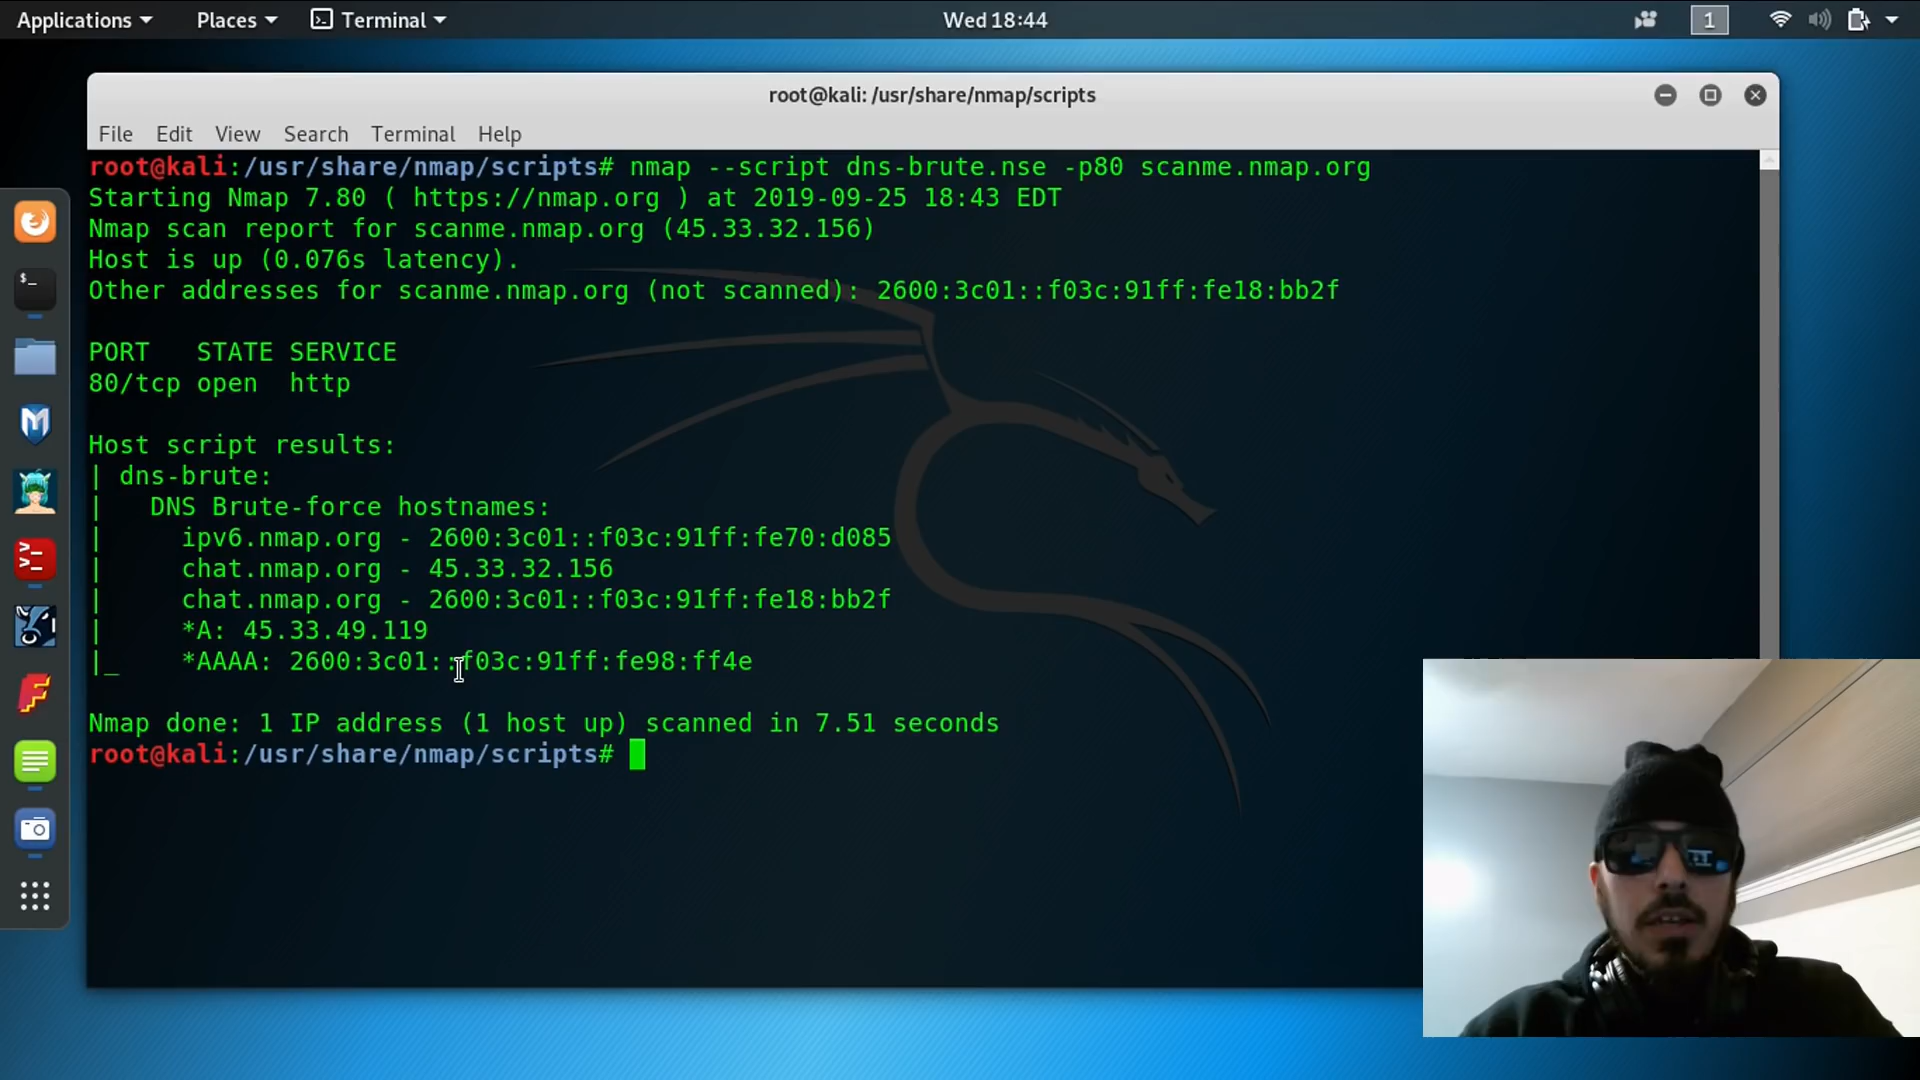 Applications Places Terminal Wed 18:44 1
root@kali: /usr/share/nmap/scripts
File Edit View Search Terminal Help
root@kali:/usr/share/nmap/scripts# nmap --script dns-brute.nse -p80 scanme.nmap.org
Starting Nmap 7.80 ( https://nmap.org ) at 2019-09-25 18:43 EDT
Nmap scan report for scanme.nmap.org (45.33.32.156)
Host is up (0.076s latency).
Other addresses for scanme.nmap.org (not scanned): 2600:3c01::f03c:91ff:fe18:bb2f
PORT   STATE SERVICE
80/tcp open  http
Host script results:
| dns-brute:
|   DNS Brute-force hostnames:
|     ipv6.nmap.org - 2600:3c01::f03c:91ff:fe70:d085
|     chat.nmap.org - 45.33.32.156
|     chat.nmap.org - 2600:3c01::f03c:91ff:fe18:bb2f
|     *A: 45.33.49.119
|_    *AAAA: 2600:3c01::f03c:91ff:fe98:ff4e
Nmap done: 1 IP address (1 host up) scanned in 7.51 seconds
root@kali:/usr/share/nmap/scripts#